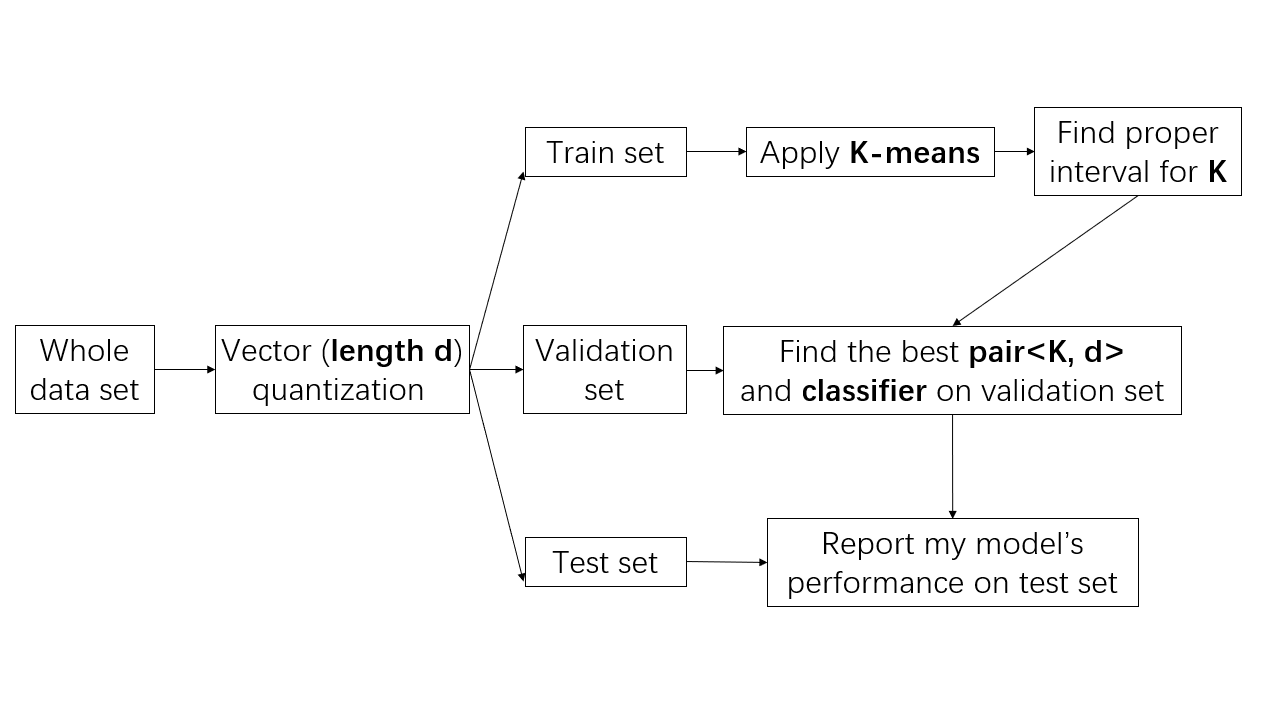 Train set
Apply K-means
Find proper
interval for K
Whole
data set
Vector (length d)
quantization
Validation
set
Find the best pair<K, d>
and classifier on validation set
Test set
Report my model’s
performance on test set